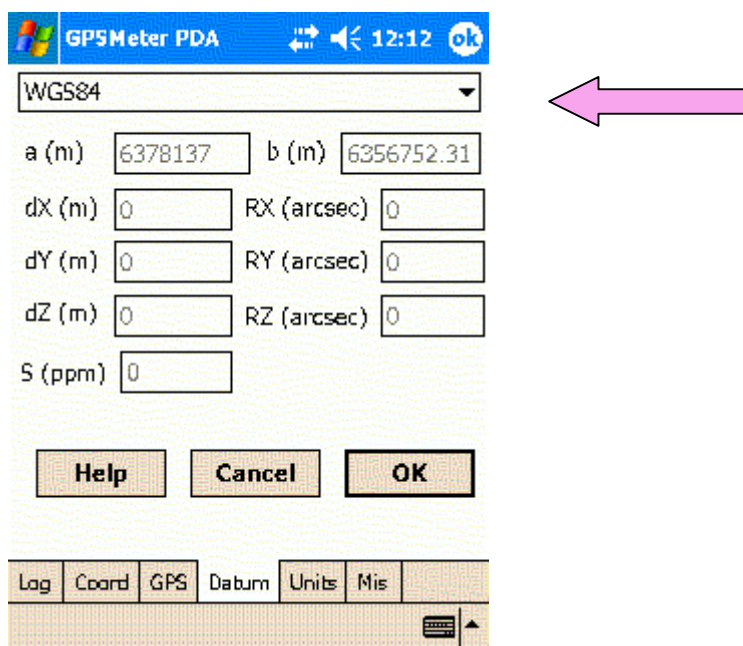 GPSMeter PDA 12:12 ok
WGS84
a (m) 6378137 b (m) 6356752.31
dX (m) 0 RX (arcsec) 0
dY (m) 0 RY (arcsec) 0
dZ (m) 0 RZ (arcsec) 0
S (ppm) 0
Help Cancel OK
Log Coord GPS Datum Units Mis